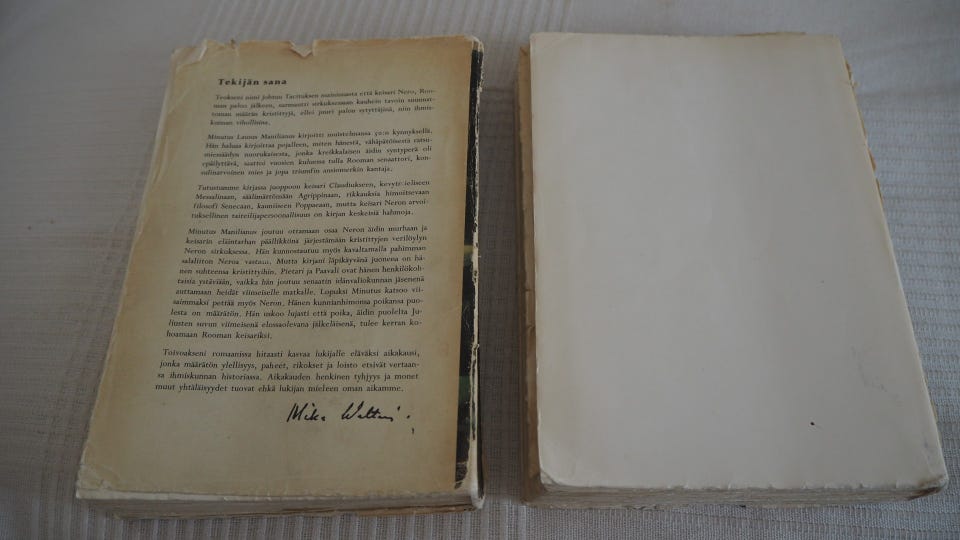 Tekijän sana
Teokseni nimi johtuu Tacituksen maininnasta että keisari Nero, Roo-
man palon jälkeen, surmautti sirkuksessaan kauhein tavoin suunnat-
toman määrän kristittyjä, ellei juuri palon sytyttäjinä, niin ihmis-
kunnan vihollisina.
Minutus Lausus Manilianus kirjoitti muistelmansa 50:n kynnyksellä.
Hän haluaa kirjoittaa pojalleen, miten hänestä, vähäpätöisestä ratsu-
miessäädyn nuorukaisesta, jonka kreikkalaisen äidin syntyperä oli
epäilyttävä, saattoi vuosien kuluessa tulla Rooman senaattori, kon-
sulinarvoinen mies ja jopa triumfin ansiomerkin kantaja.
Tutustumme kirjassa juoppoon keisari Claudiukseen, kevytmieliseen
Messalinaan, säälimättömään Agrippinaan, rikkauksia himoitsevaan
filosofi Senecaan, kauniiseen Poppaeaan, mutta keisari Neron arvoi-
tuksellinen taiteilijapersoonallisuus on kirjan keskeisiä hahmoja.
Minutus Manilianus joutuu ottamaan osaa Neron äidin murhaan ja
keisarin eläintarhan päällikkönä järjestämään kristittyjen verilöylyn
Neron sirkuksessa. Hän kunnostautuu myös kavaltamalla pahimman
salaliiton Neroa vastaan. Mutta kirjani läpikäyvänä juonena on hä-
nen suhteensa kristittyihin. Pietari ja Paavali ovat hänen henkilökoh-
taisia ystäviään, vaikka hän joutuu senaatin idänvaliokunnan jäsenenä
auttamaan heidät viimeiselle matkalle. Lopuksi Minutus katsoo vii-
saimmaksi pettää myös Neron. Hänen kunnianhimonsa poikansa puo-
lesta on määrätön. Hän uskoo lujasti että poika, äidin puolelta Ju-
liusten suvun viimeisenä elossaolevana jälkeläisenä, tulee kerran ko-
hoamaan Rooman keisariksi.
Toivoakseni romaanissa hitaasti kasvaa lukijalle eläväksi aikakausi,
jonka määrätön ylellisyys, paheet, rikokset ja loisto etsivät vertaan-
sa ihmiskunnan historiassa. Aikakauden henkinen tyhjyys ja monet
muut yhtäläisyydet tuovat ehkä lukijan mieleen oman aikamme.
Mika Waltari.